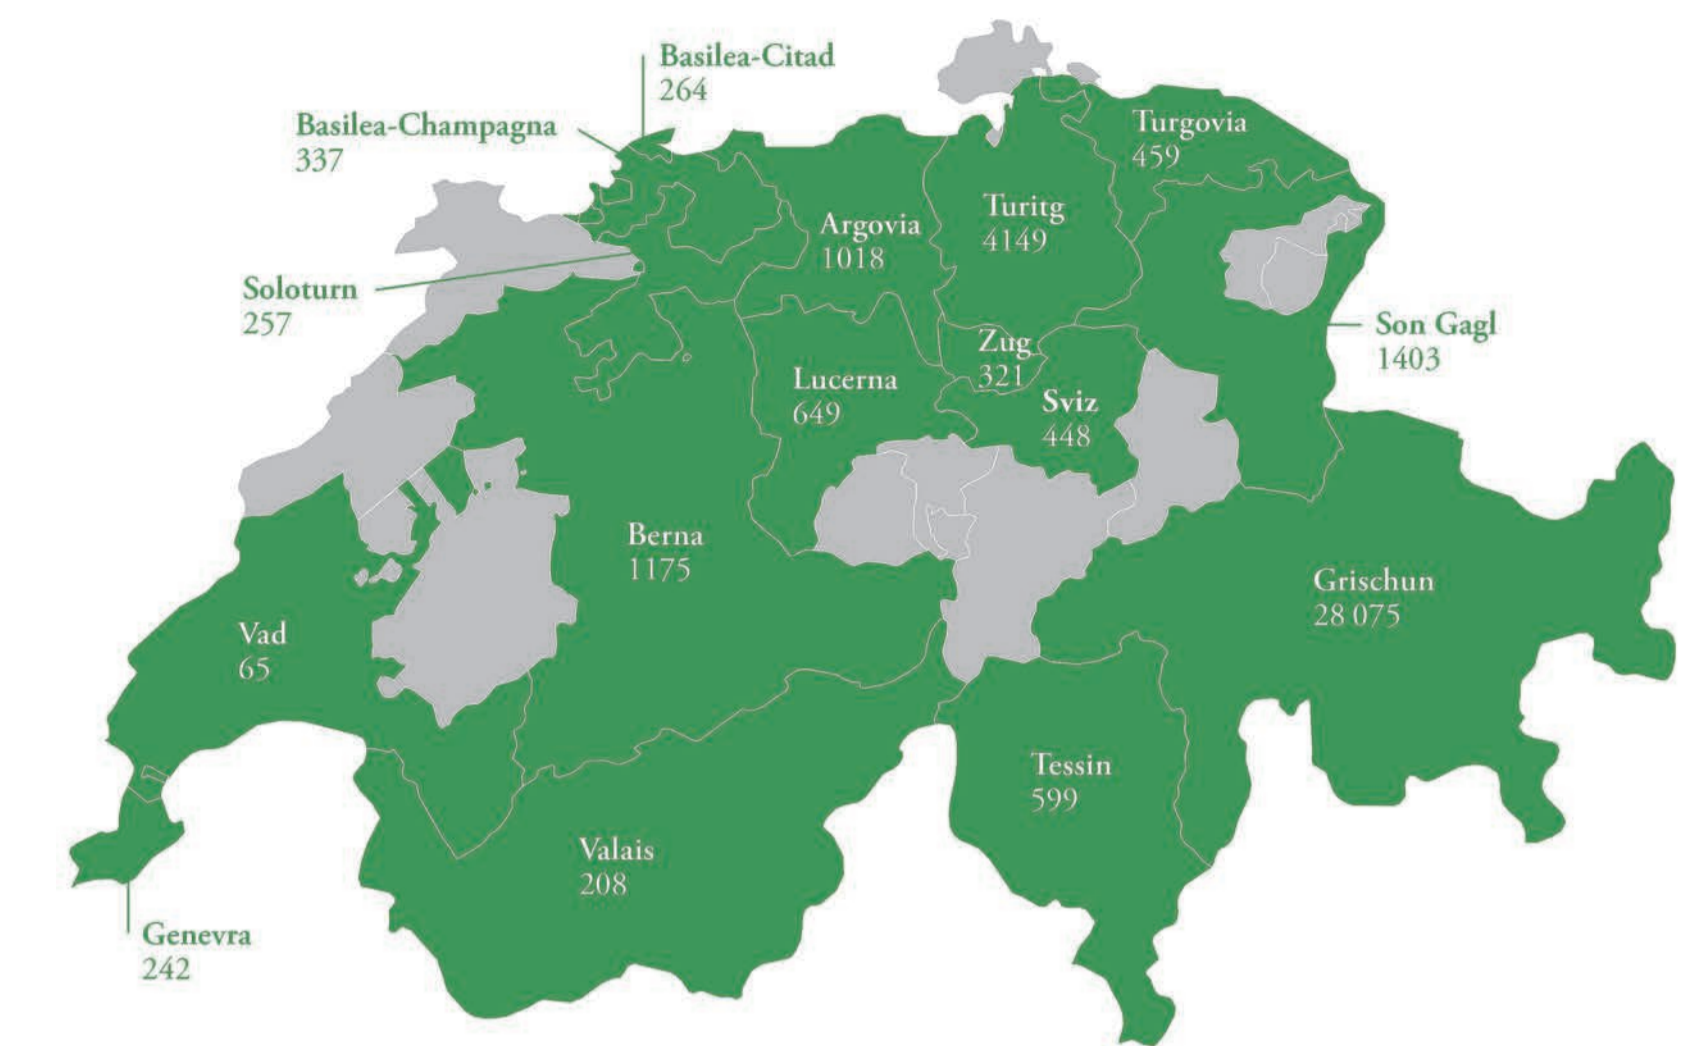 Basilea-Citad
264
Basilea-Champagna
337
Turgovia
459
Turitg
4149
Argovia
1018
Soloturn
257
Son Gagl
1403
Zug
321
Lucerna
649
Sviz
448
Berna
1175
Grischun
28 075
Vad
65
Tessin
599
Valais
208
Genevra
242